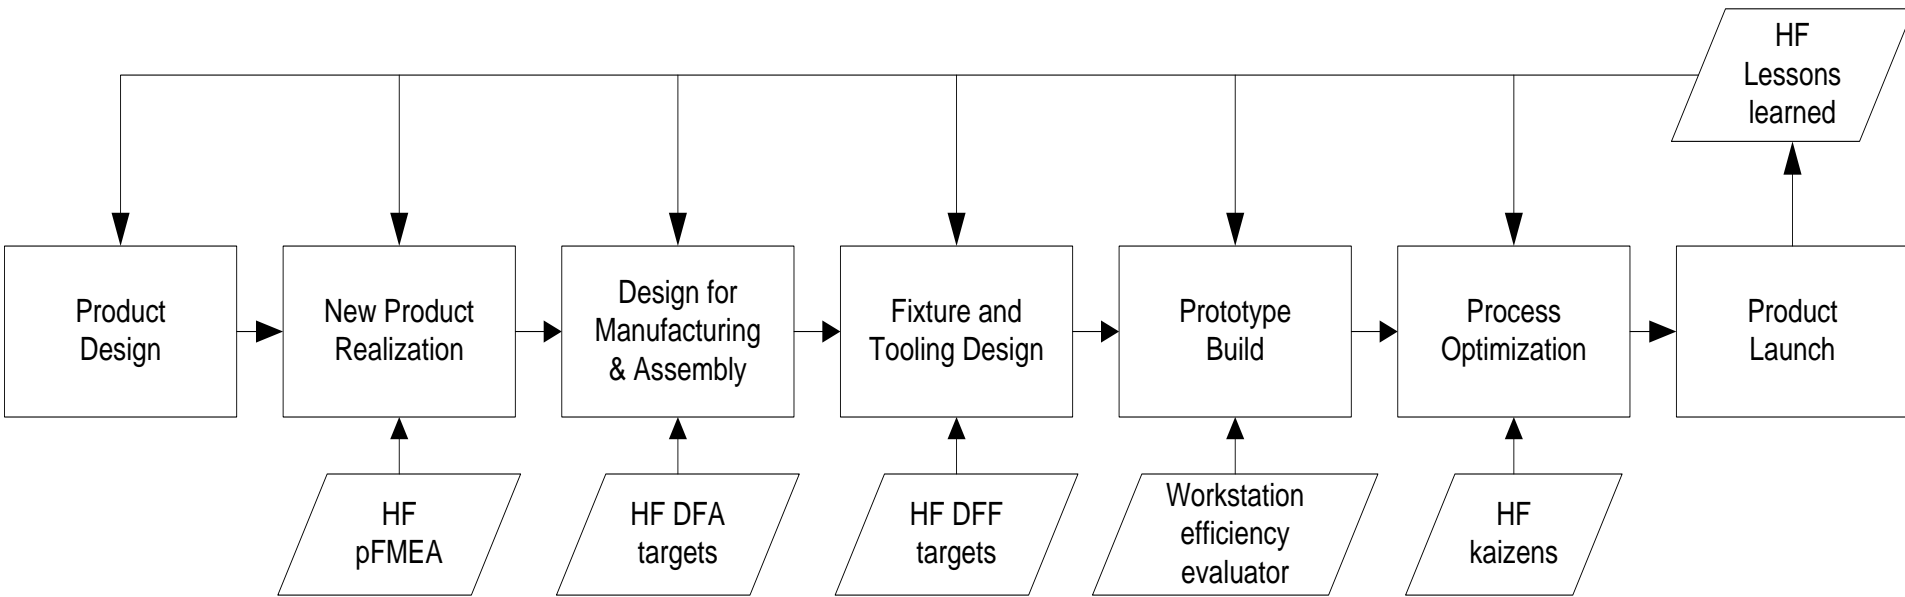 HF
Lessons
learned
Product
Design
New Product
Realization
Design for
Manufacturing
& Assembly
Fixture and
Tooling Design
Prototype
Build
Process
Optimization
Product
Launch
HF
pFMEA
HF DFA
targets
HF DFF
targets
Workstation
efficiency
evaluator
HF
kaizens